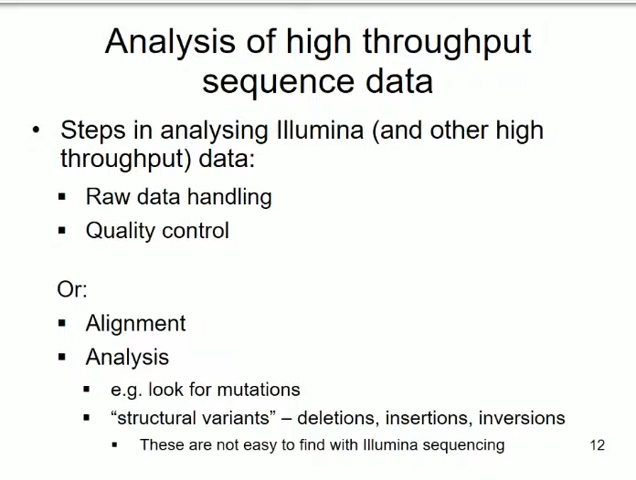 Analysis of high throughput
sequence data
• Steps in analysing Illumina (and other high
throughput) data:
▪ Raw data handling
▪ Quality control
Or:
▪ Alignment
▪ Analysis
▪ e.g. look for mutations
▪ “structural variants” – deletions, insertions, inversions
▪ These are not easy to find with Illumina sequencing
12